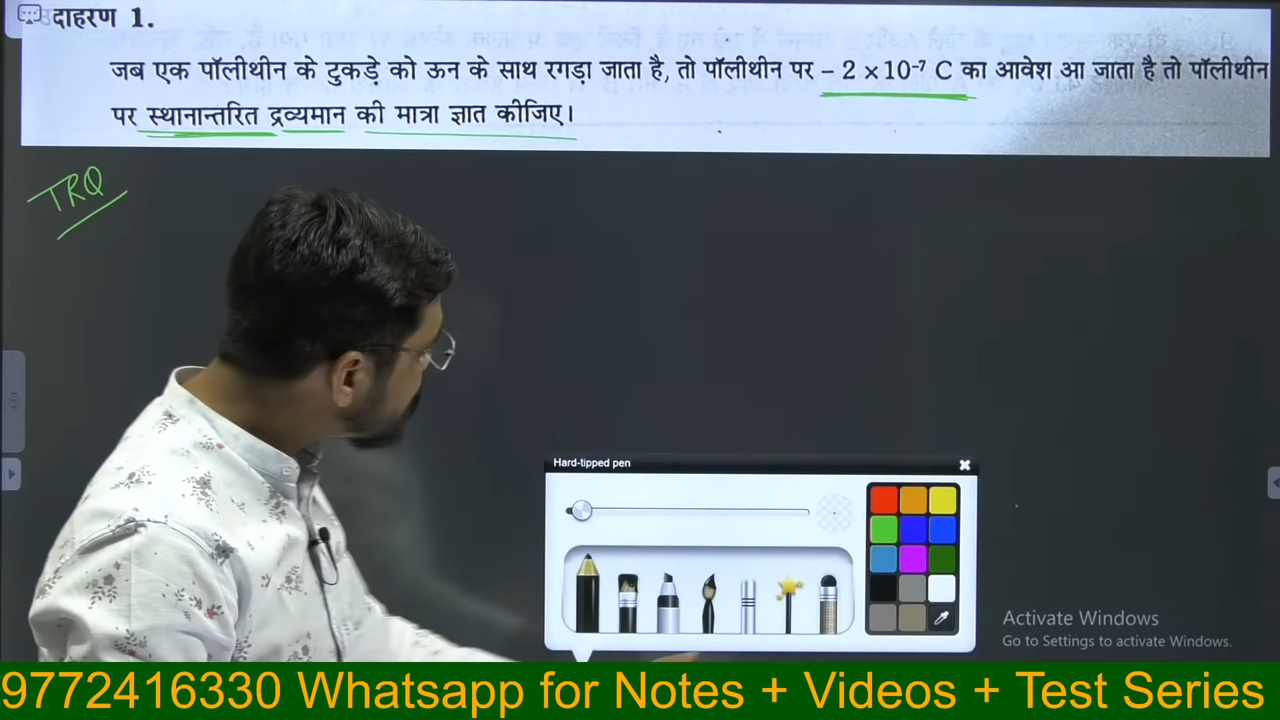 दाहरण 1.
जब एक पॉलीथीन के टुकड़े को ऊन के साथ रगड़ा जाता है, तो पॉलीथीन पर – 2 ×10⁻⁷ C का आवेश आ जाता है तो पॉलीथीन
पर स्थानान्तरित द्रव्यमान की मात्रा ज्ञात कीजिए।
TRQ
Hard-tipped pen
Activate Windows
Go to Settings to activate Windows.
9772416330 Whatsapp for Notes + Videos + Test Series